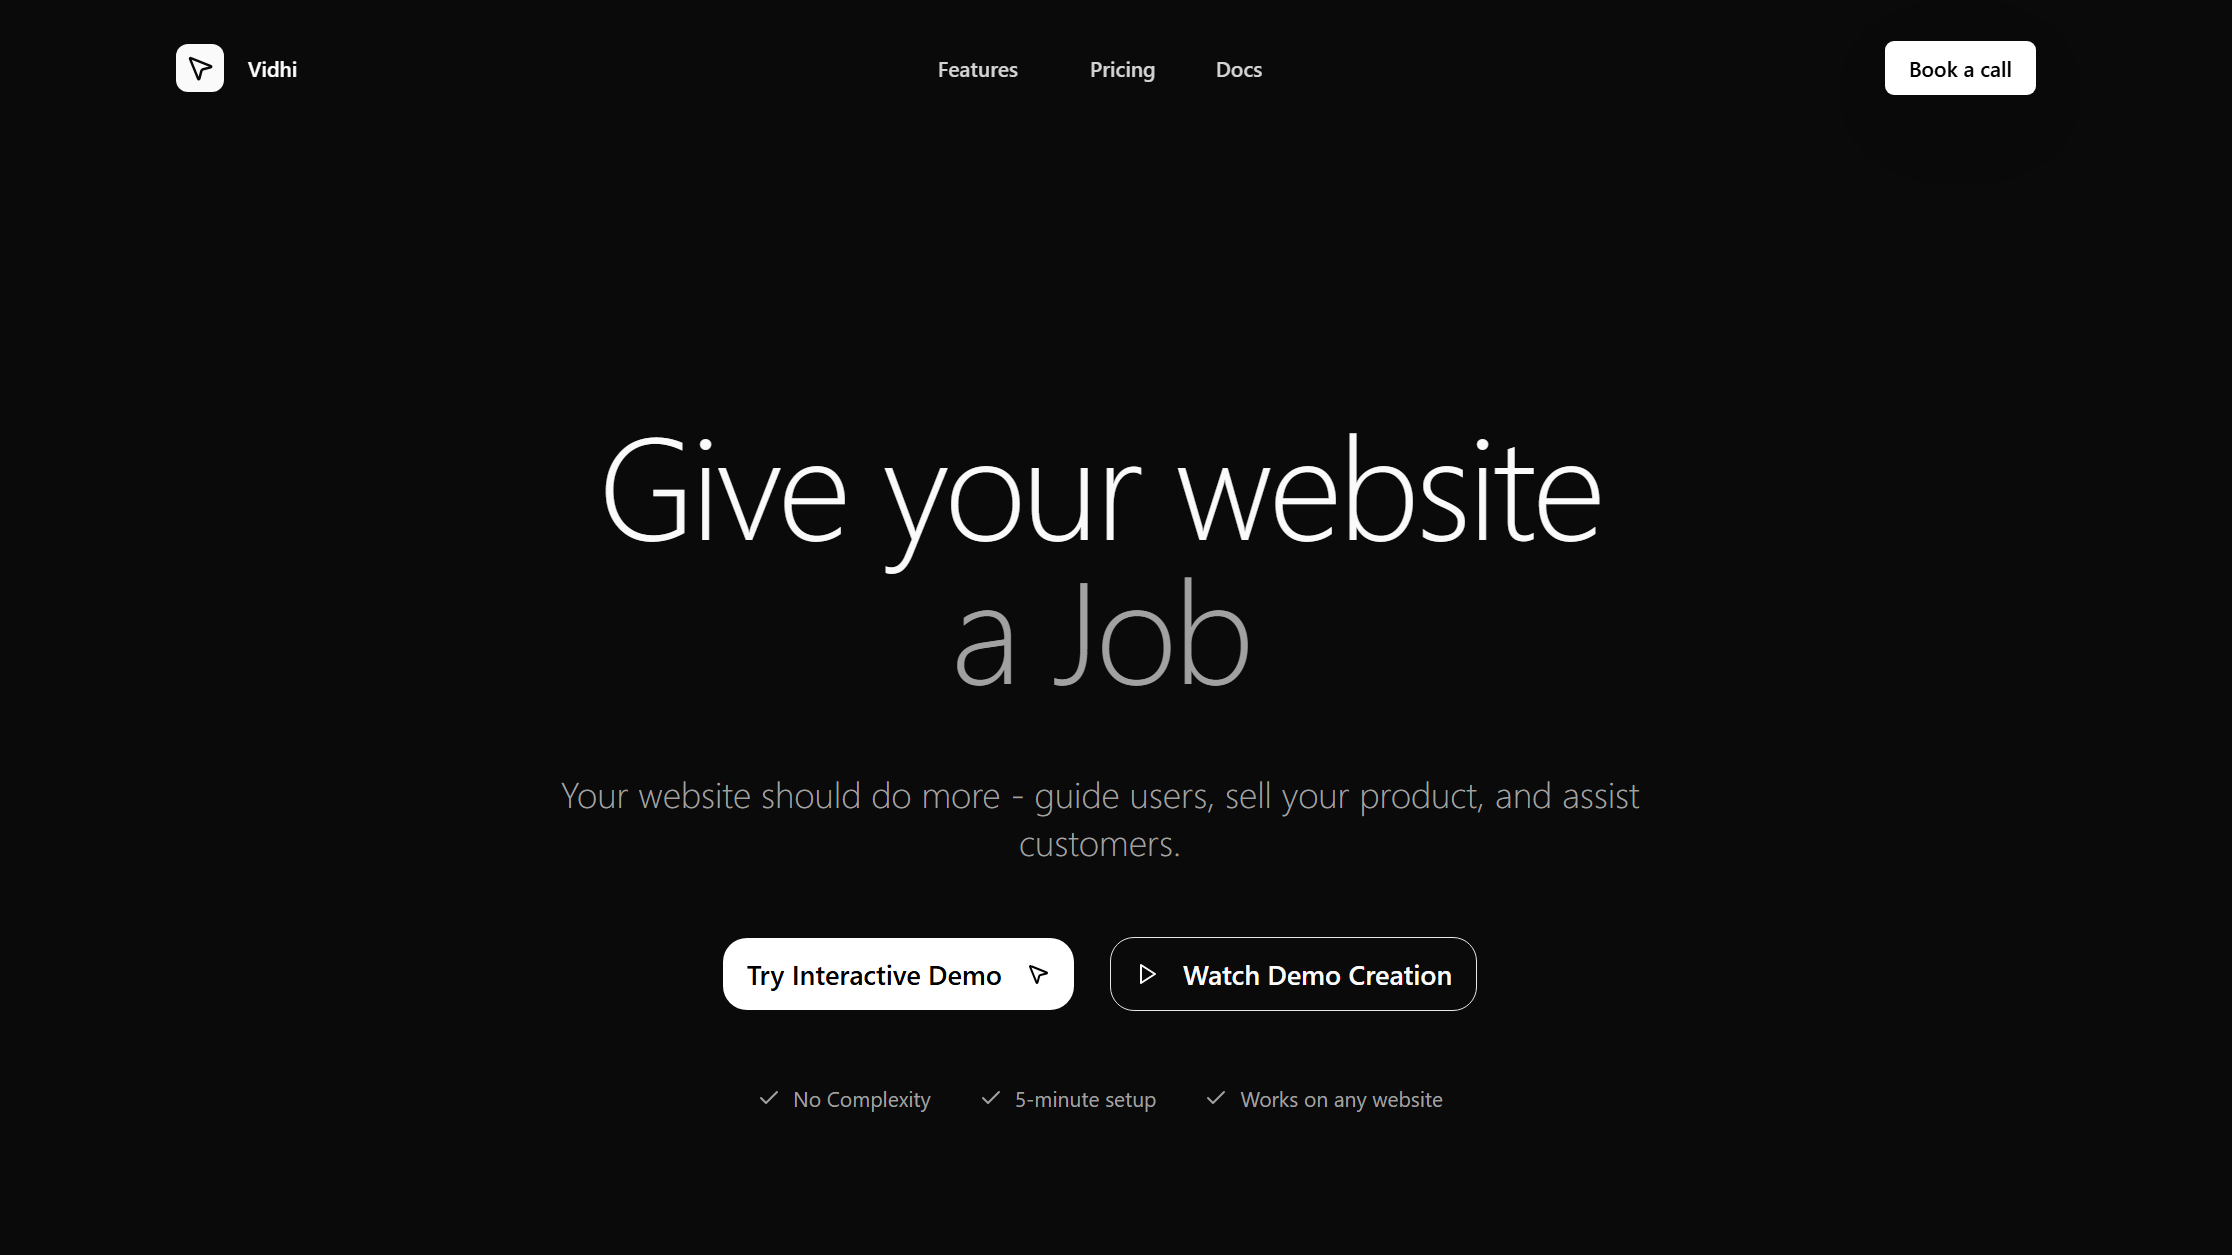 Vidhi
Features
Pricing
Docs
Book a call
Give your website
a Job
Your website should do more - guide users, sell your product, and assist
customers.
Try Interactive Demo
Watch Demo Creation
No Complexity
5-minute setup
Works on any website